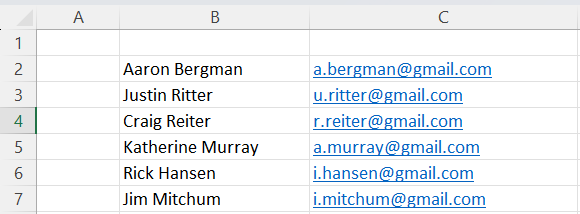 A B C
1
2 Aaron Bergman a.bergman@gmail.com
3 Justin Ritter u.ritter@gmail.com
4 Craig Reiter r.reiter@gmail.com
5 Katherine Murray a.murray@gmail.com
6 Rick Hansen i.hansen@gmail.com
7 Jim Mitchum i.mitchum@gmail.com